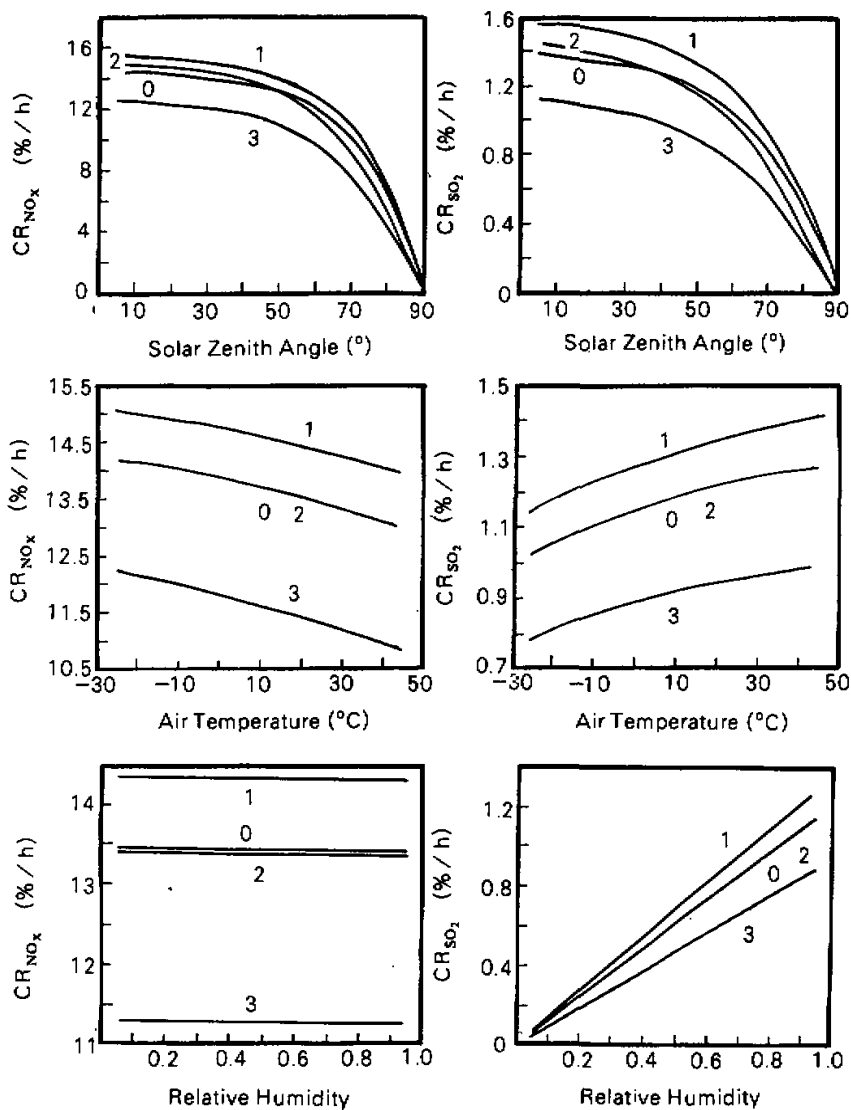 CR_NOx (%/h)
16
12
8
4
0
10 30 50 70 90
Solar Zenith Angle (°)
1
2
0
3
CR_SO2 (%/h)
1.6
1.2
0.8
0.4
0
10 30 50 70 90
Solar Zenith Angle (°)
1
2
0
3
CR_NOx (%/h)
15.5
14.5
13.5
12.5
11.5
10.5
-30 -10 10 30 50
Air Temperature (°C)
1
0 2
3
CR_SO2 (%/h)
1.5
1.3
1.1
0.9
0.7
-30 -10 10 30 50
Air Temperature (°C)
1
0 2
3
CR_NOx (%/h)
14
13
12
11
0.2 0.4 0.6 0.8 1.0
Relative Humidity
1
0
2
3
CR_SO2 (%/h)
1.2
0.8
0.4
0
0.2 0.4 0.6 0.8 1.0
Relative Humidity
1
0 2
3